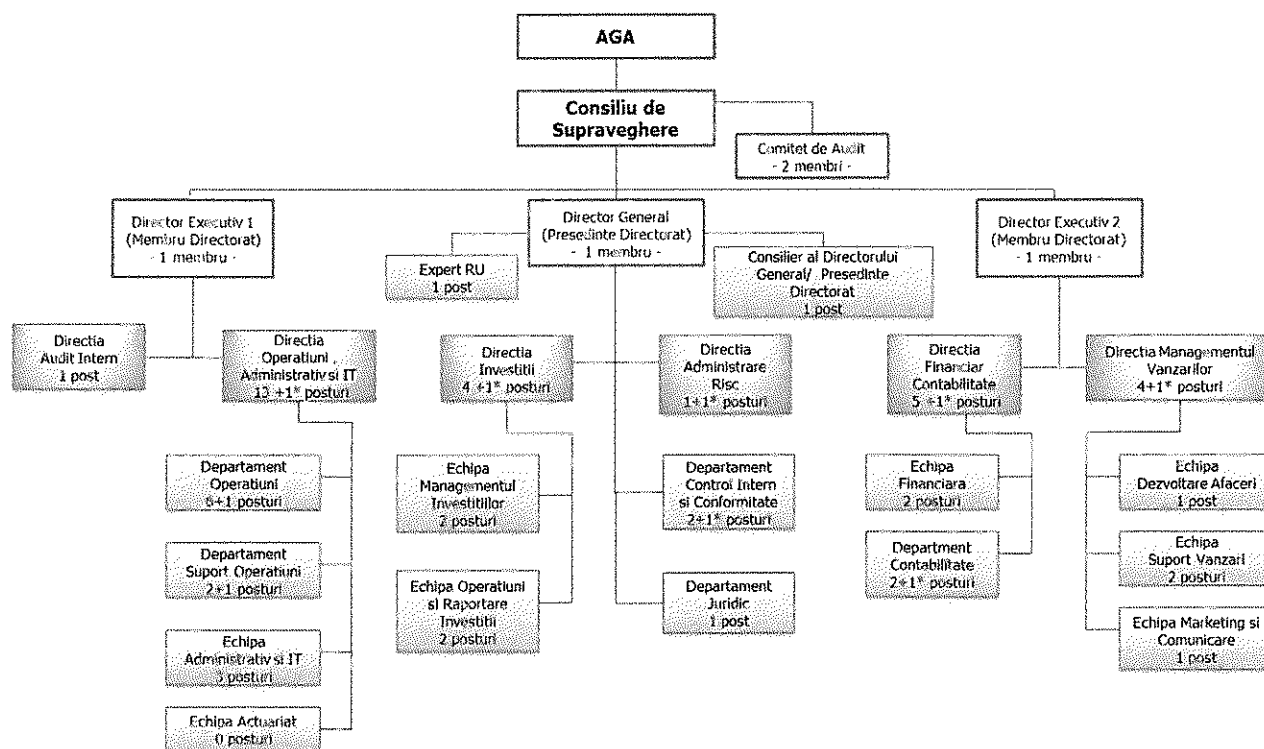 AGA
Consiliu de
Supraveghere
Comitet de Audit
- 2 membri -
Director Executiv 1
(Membru Directorat)
- 1 membru -
Director General
(Presedinte Directorat)
- 1 membru -
Director Executiv 2
(Membru Directorat)
- 1 membru -
Expert RU
1 post
Consilier al Directorului
General/ Presedinte
Directorat
1 post
Directia
Audit Intern
1 post
Directia
Operatiuni,
Administrativ si IT
+1* posturi
Directia
Investitii
4 +1* posturi
Directia
Administrare
Risc
1+1* posturi
Directia
Financiar
Contabilitate
5 +1* posturi
Directia Managementul
Vanzarilor
4+1* posturi
Departament
Operatiuni
6+1 posturi
Departament
Suport Operatiuni
2+1 posturi
Echipa
Administrativ si IT
3 posturi
Echipa Actuariat
0 posturi
Echipa
Managementul
Investitiilor
2 posturi
Echipa Operatiuni
si Raportare
Investitii
2 posturi
Departament
Control Intern
si Conformitate
2+1* posturi
Departament
Juridic
1 post
Echipa
Financiara
2 posturi
Department
Contabilitate
2+1* posturi
Echipa
Dezvoltare Afaceri
1 post
Echipa
Suport Vanzari
2 posturi
Echipa Marketing si
Comunicare
1 post